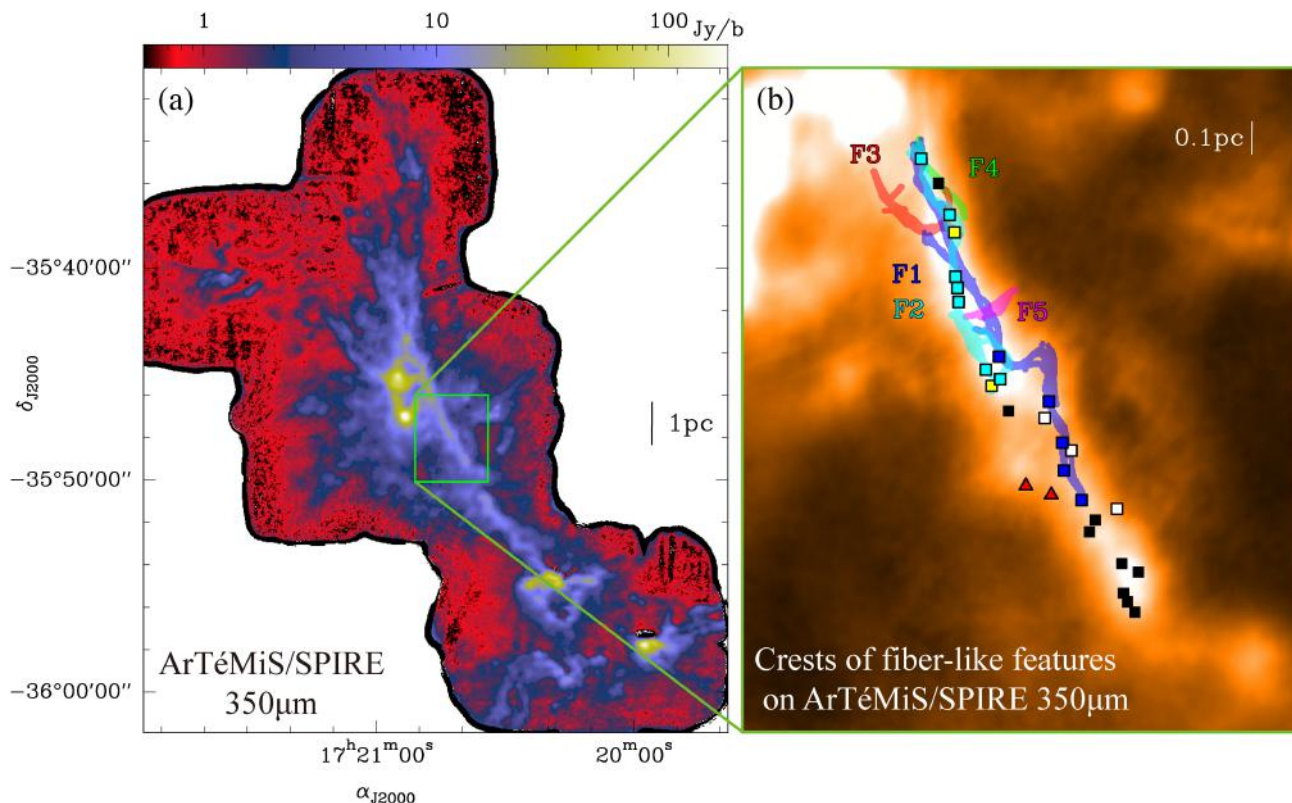 1 10 100 Jy/b
(a)
−35°40′00″
−35°50′00″
−36°00′00″
δJ2000
1pc
ArTéMiS/SPIRE
350μm
17ʰ21ᵐ00ˢ 20ᵐ00ˢ
αJ2000
(b)
0.1pc
F3
F4
F1
F2
F5
Crests of fiber-like features
on ArTéMiS/SPIRE 350μm